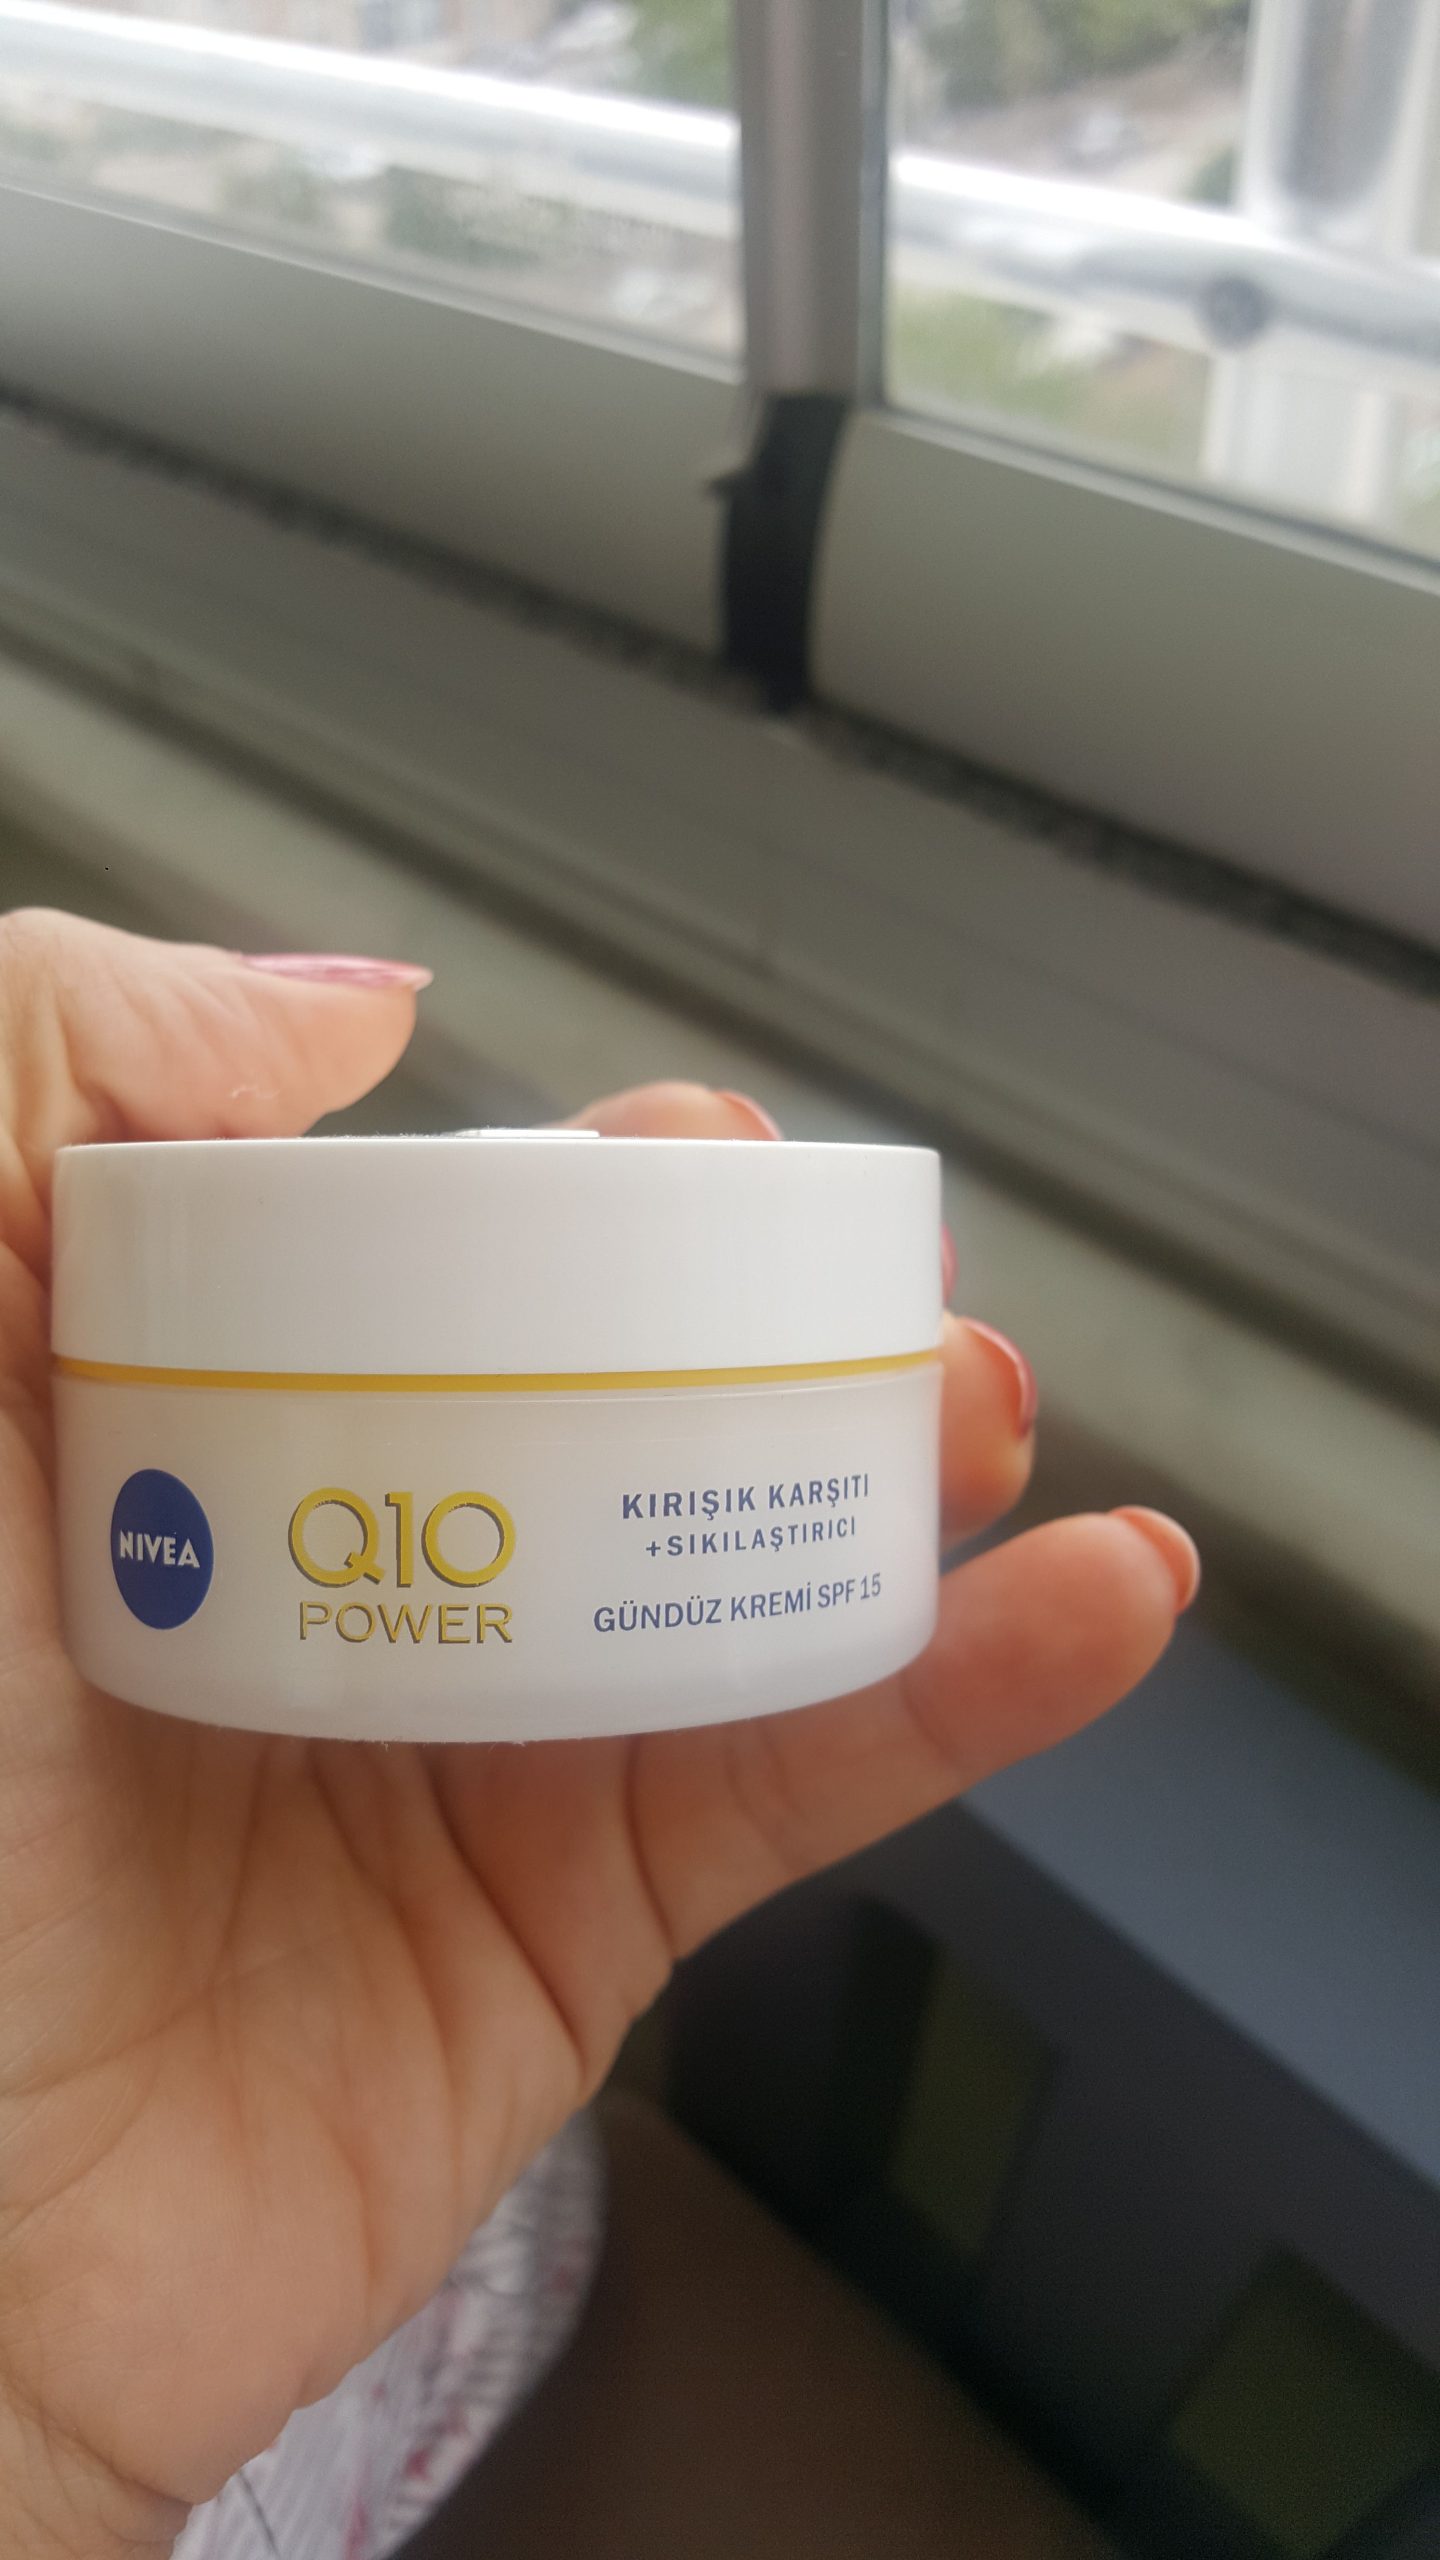 NIVEA
Q10
POWER
KIRIŞIK KARŞITI
+SIKILAŞTIRICI
GÜNDÜZ KREMİ SPF 15